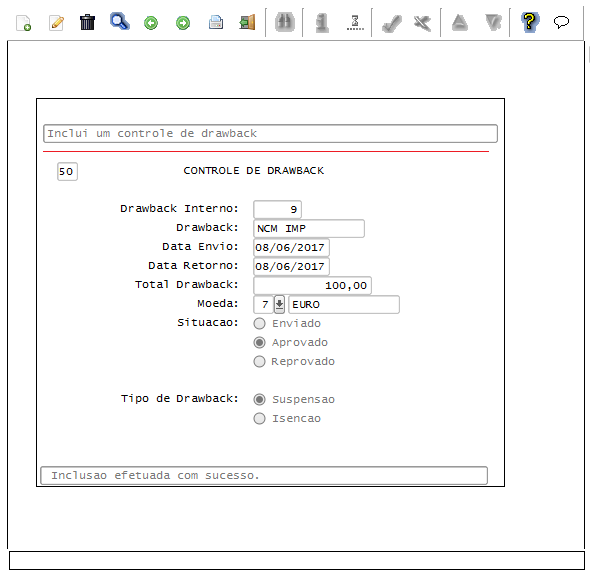 Inclui um controle de drawback
50 CONTROLE DE DRAWBACK
Drawback Interno: 9
Drawback: NCM IMP
Data Envio: 08/06/2017
Data Retorno: 08/06/2017
Total Drawback: 100,00
Moeda: 7 EURO
Situacao: Enviado
Aprovado
Reprovado
Tipo de Drawback: Suspensao
Isencao
Inclusao efetuada com sucesso.